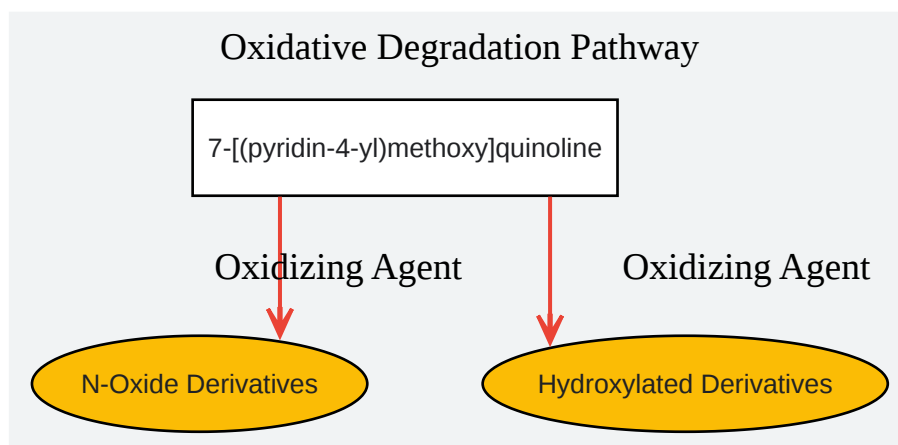 Oxidative Degradation Pathway
7-[(pyridin-4-yl)methoxy]quinoline
Oxidizing Agent
Oxidizing Agent
N-Oxide Derivatives
Hydroxylated Derivatives